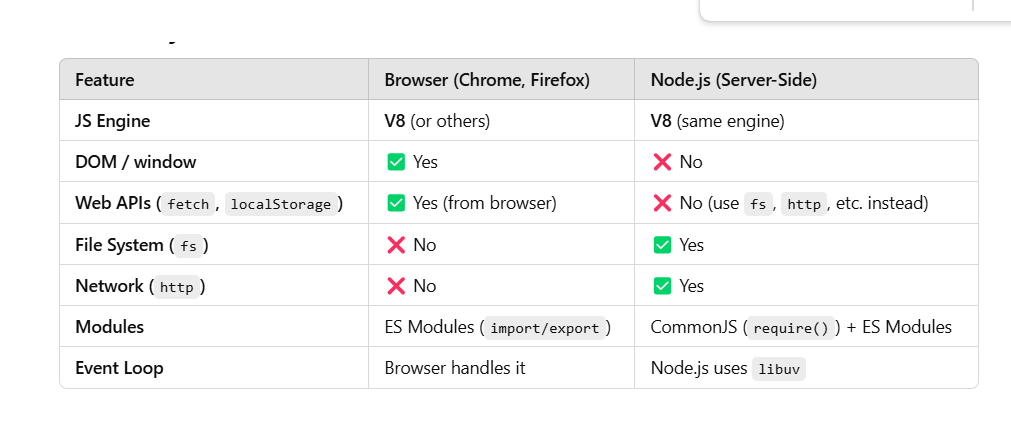 Feature Browser (Chrome, Firefox) Node.js (Server-Side)
JS Engine V8 (or others) V8 (same engine)
DOM / window ✅ Yes ❌ No
Web APIs (fetch, localStorage) ✅ Yes (from browser) ❌ No (use fs, http, etc. instead)
File System (fs) ❌ No ✅ Yes
Network (http) ❌ No ✅ Yes
Modules ES Modules (import/export) CommonJS (require()) + ES Modules
Event Loop Browser handles it Node.js uses libuv